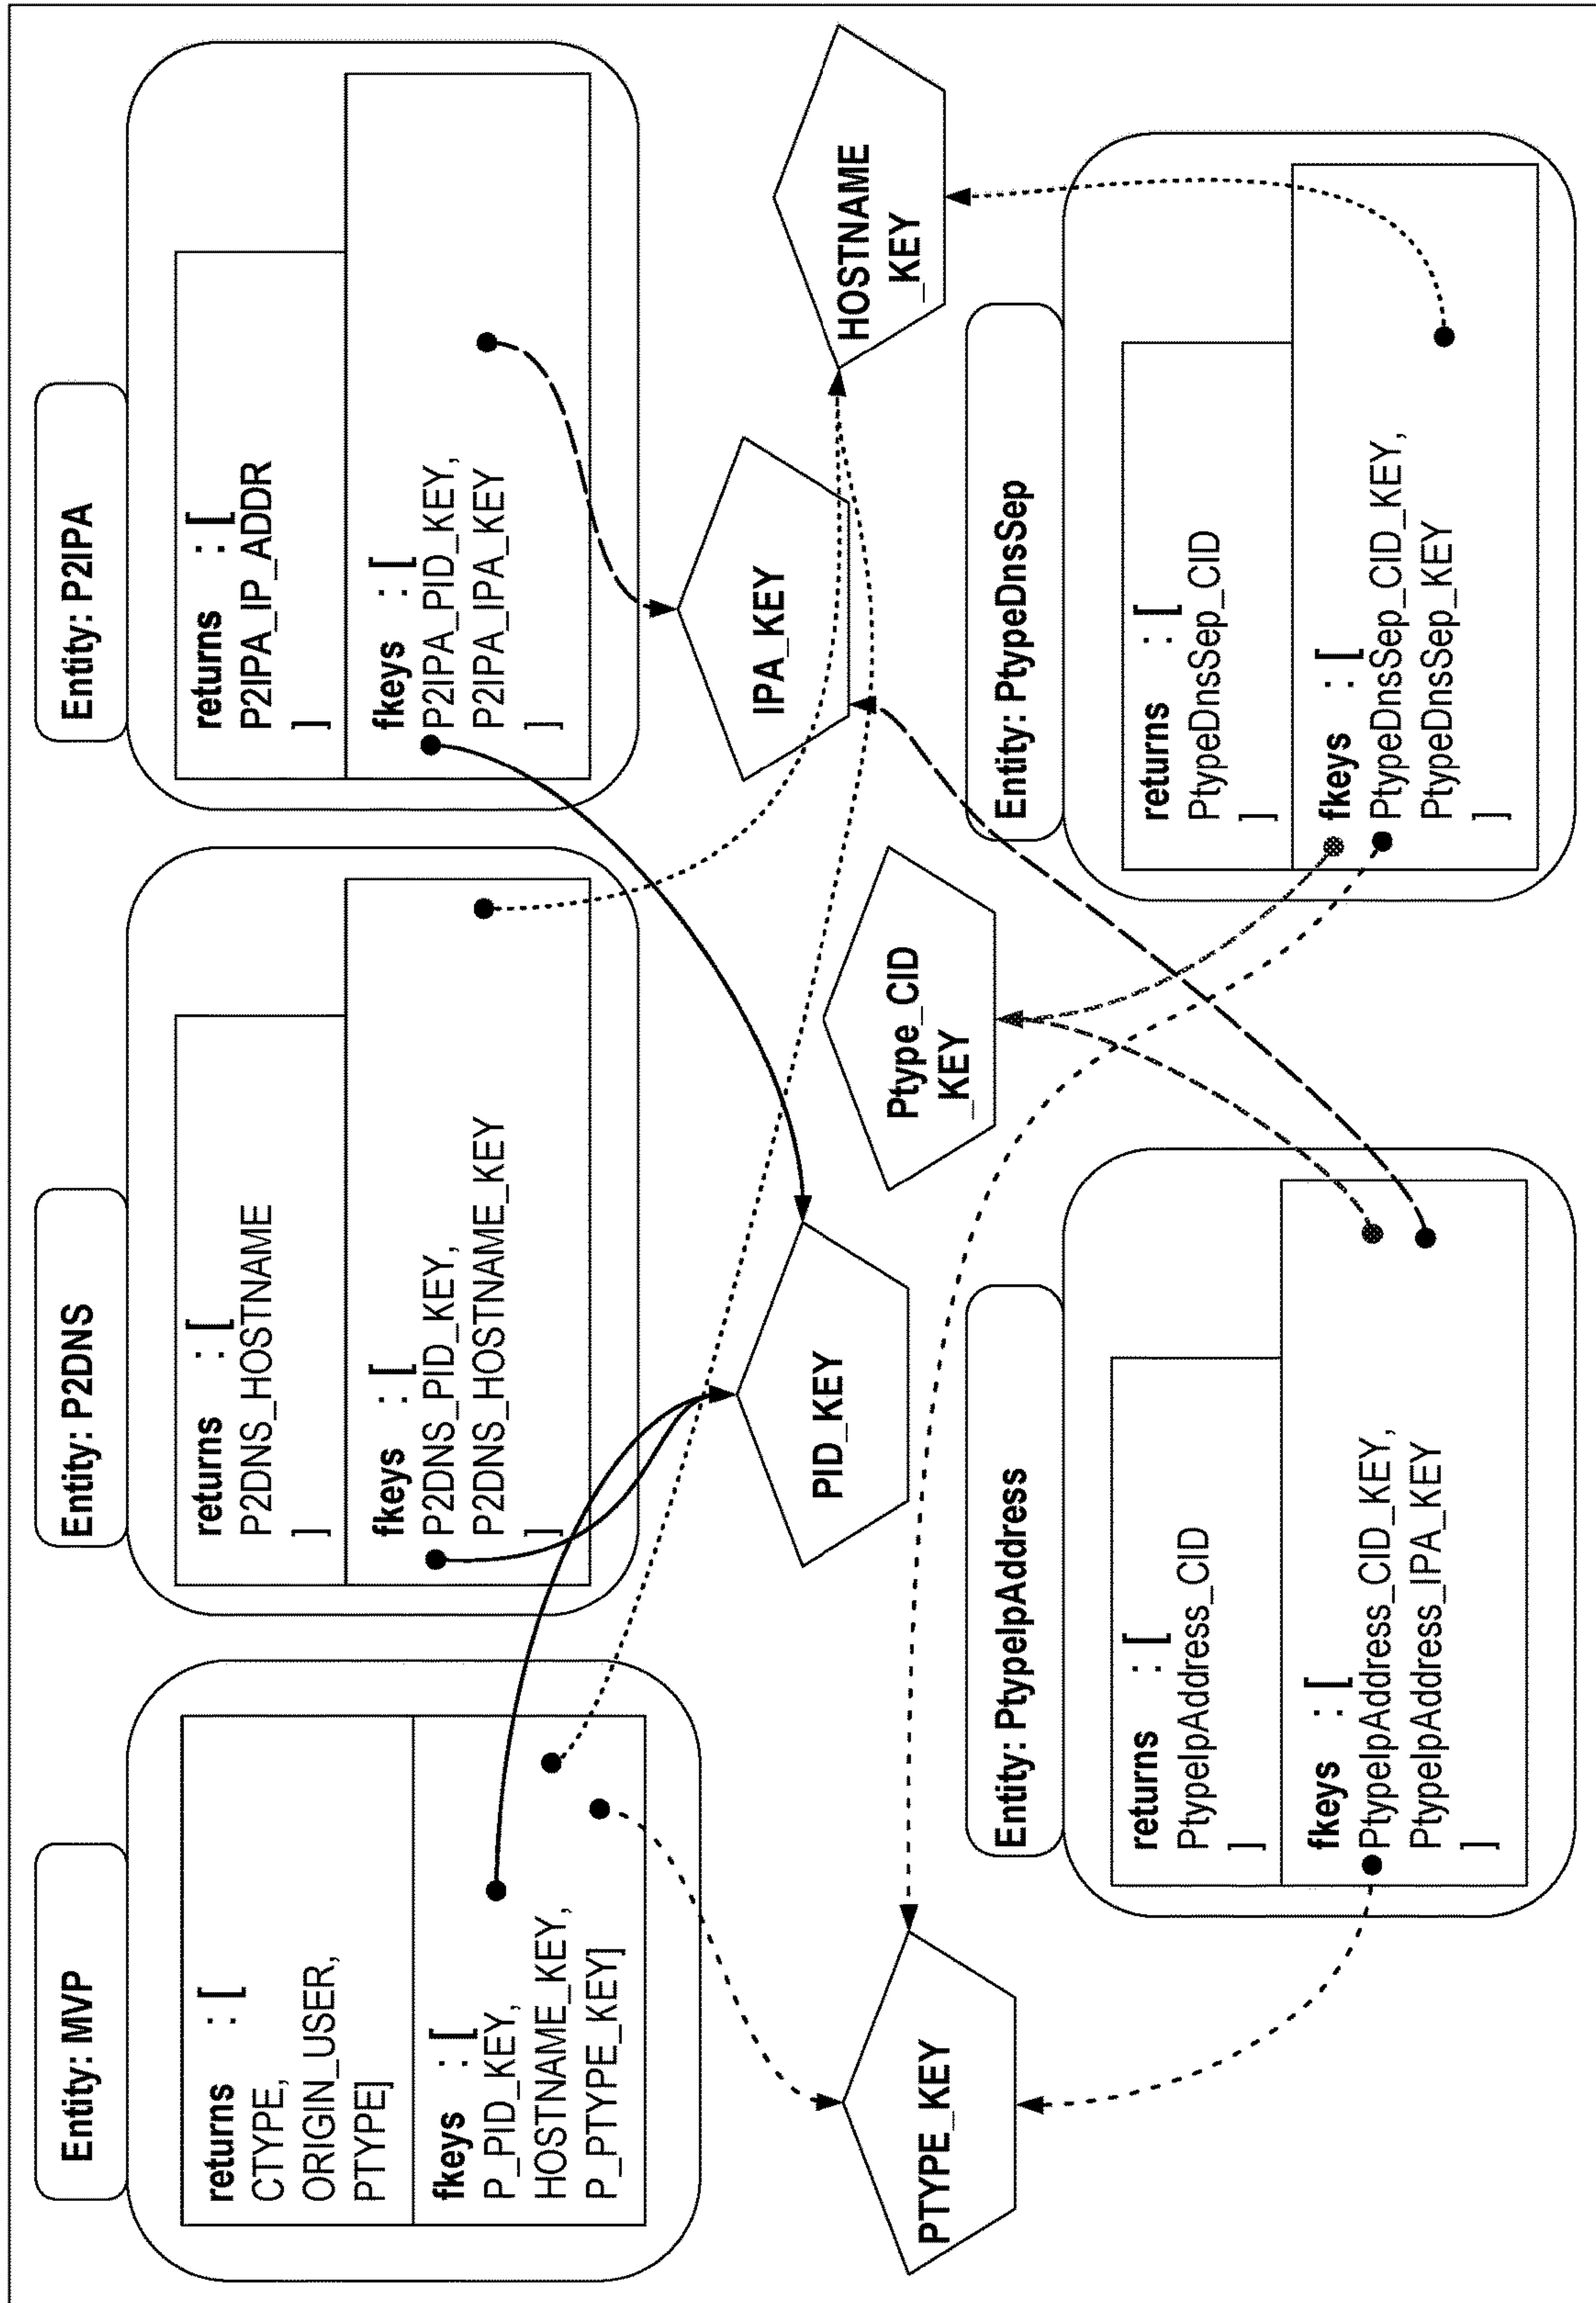 Entity: MVP
returns : [
CTYPE,
ORIGIN_USER,
PTYPE]
fkeys : [
P_PID_KEY,
HOSTNAME_KEY,
P_PTYPE_KEY]
Entity: P2DNS
returns : [
P2DNS_HOSTNAME
]
fkeys : [
P2DNS_PID_KEY,
P2DNS_HOSTNAME_KEY
]
Entity: P2IPA
returns : [
P2IPA_IP_ADDR
]
fkeys : [
P2IPA_PID_KEY,
P2IPA_IPA_KEY
]
PTYPE_KEY
PID_KEY
Ptype_CID
_KEY
IPA_KEY
HOSTNAME
_KEY
Entity: PtypeIpAddress
returns : [
PtypeIpAddress_CID
]
fkeys : [
PtypeIpAddress_CID_KEY,
PtypeIpAddress_IPA_KEY
]
Entity: PtypeDnsSep
returns : [
PtypeDnsSep_CID
]
fkeys : [
PtypeDnsSep_CID_KEY,
PtypeDnsSep_KEY
]